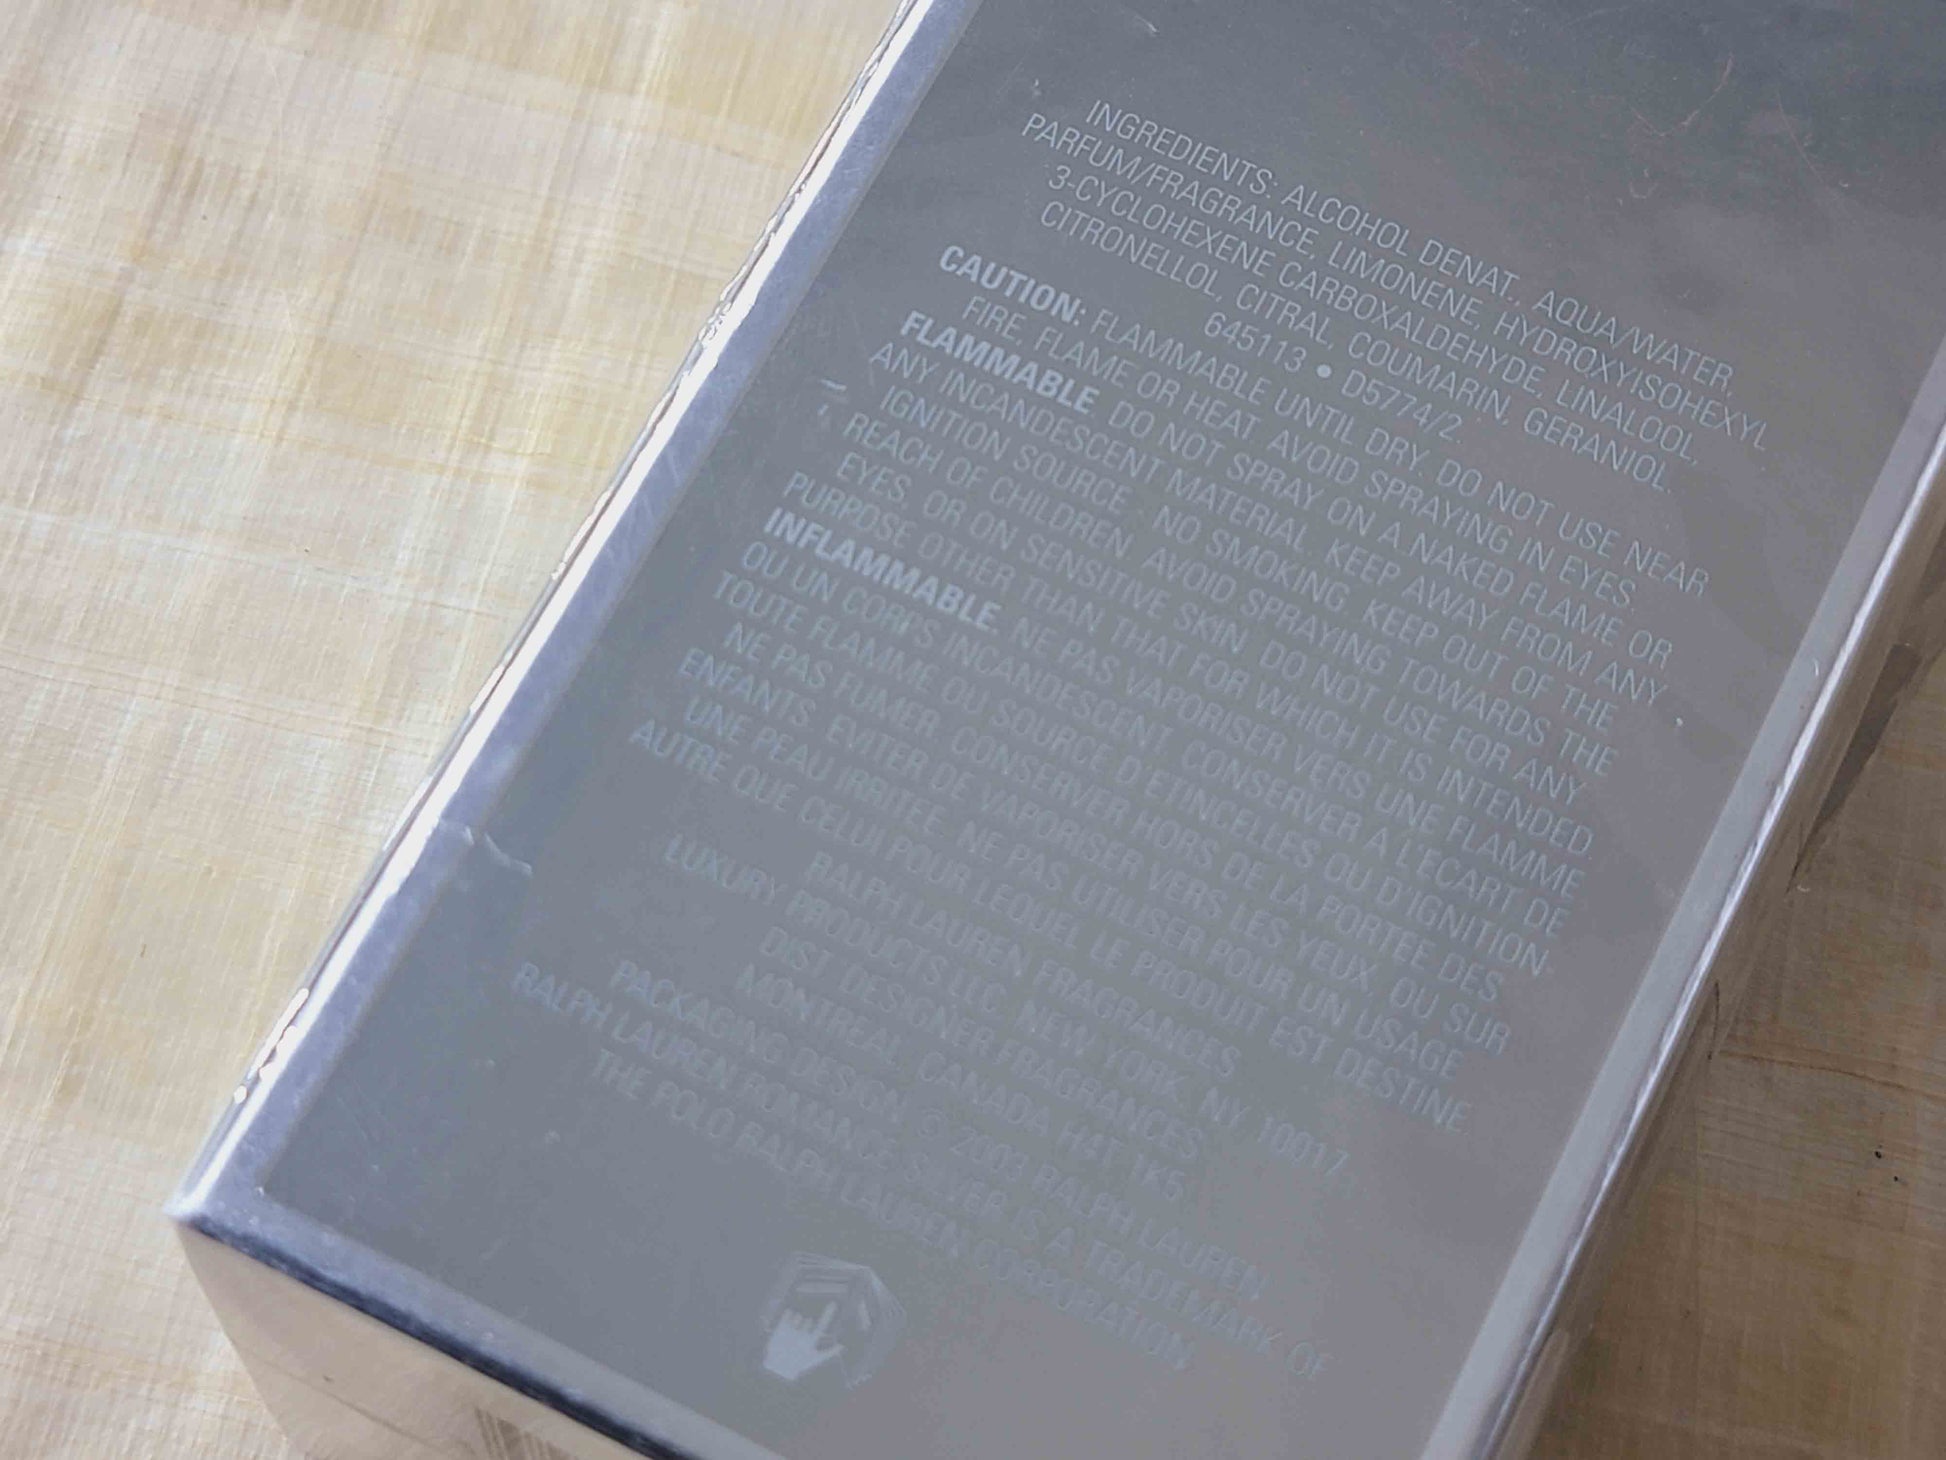 INGREDIENTS: ALCOHOL DENAT., AQUA/WATER,
PARFUM/FRAGRANCE, LIMONENE, HYDROXYISOHEXYL
3-CYCLOHEXENE CARBOXALDEHYDE, LINALOOL,
CITRONELLOL, CITRAL, COUMARIN, GERANIOL.
645113 • D5774/2.
CAUTION: FLAMMABLE UNTIL DRY. DO NOT USE NEAR
FIRE, FLAME OR HEAT. AVOID SPRAYING IN EYES.
FLAMMABLE. DO NOT SPRAY ON A NAKED FLAME OR
ANY INCANDESCENT MATERIAL. KEEP AWAY FROM ANY
IGNITION SOURCE - NO SMOKING. KEEP OUT OF THE
REACH OF CHILDREN. AVOID SPRAYING TOWARDS THE
EYES, OR ON SENSITIVE SKIN. DO NOT USE FOR ANY
PURPOSE OTHER THAN THAT FOR WHICH IT IS INTENDED.
INFLAMMABLE. NE PAS VAPORISER VERS UNE FLAMME
OU UN CORPS INCANDESCENT. CONSERVER A L'ECART DE
TOUTE FLAMME OU SOURCE D'ETINCELLES OU D'IGNITION-
NE PAS FUMER. CONSERVER HORS DE LA PORTEE DES
ENFANTS. EVITER DE VAPORISER VERS LES YEUX, OU SUR
UNE PEAU IRRITEE. NE PAS UTILISER POUR UN USAGE
AUTRE QUE CELUI POUR LEQUEL LE PRODUIT EST DESTINE.
RALPH LAUREN FRAGRANCES
LUXURY PRODUCTS LLC, NEW YORK, NY 10017.
DIST. DESIGNER FRAGRANCES
MONTREAL, CANADA H4T 1K5.
PACKAGING DESIGN © 2003 RALPH LAUREN.
RALPH LAUREN ROMANCE SILVER IS A TRADEMARK OF
THE POLO RALPH LAUREN CORPORATION.